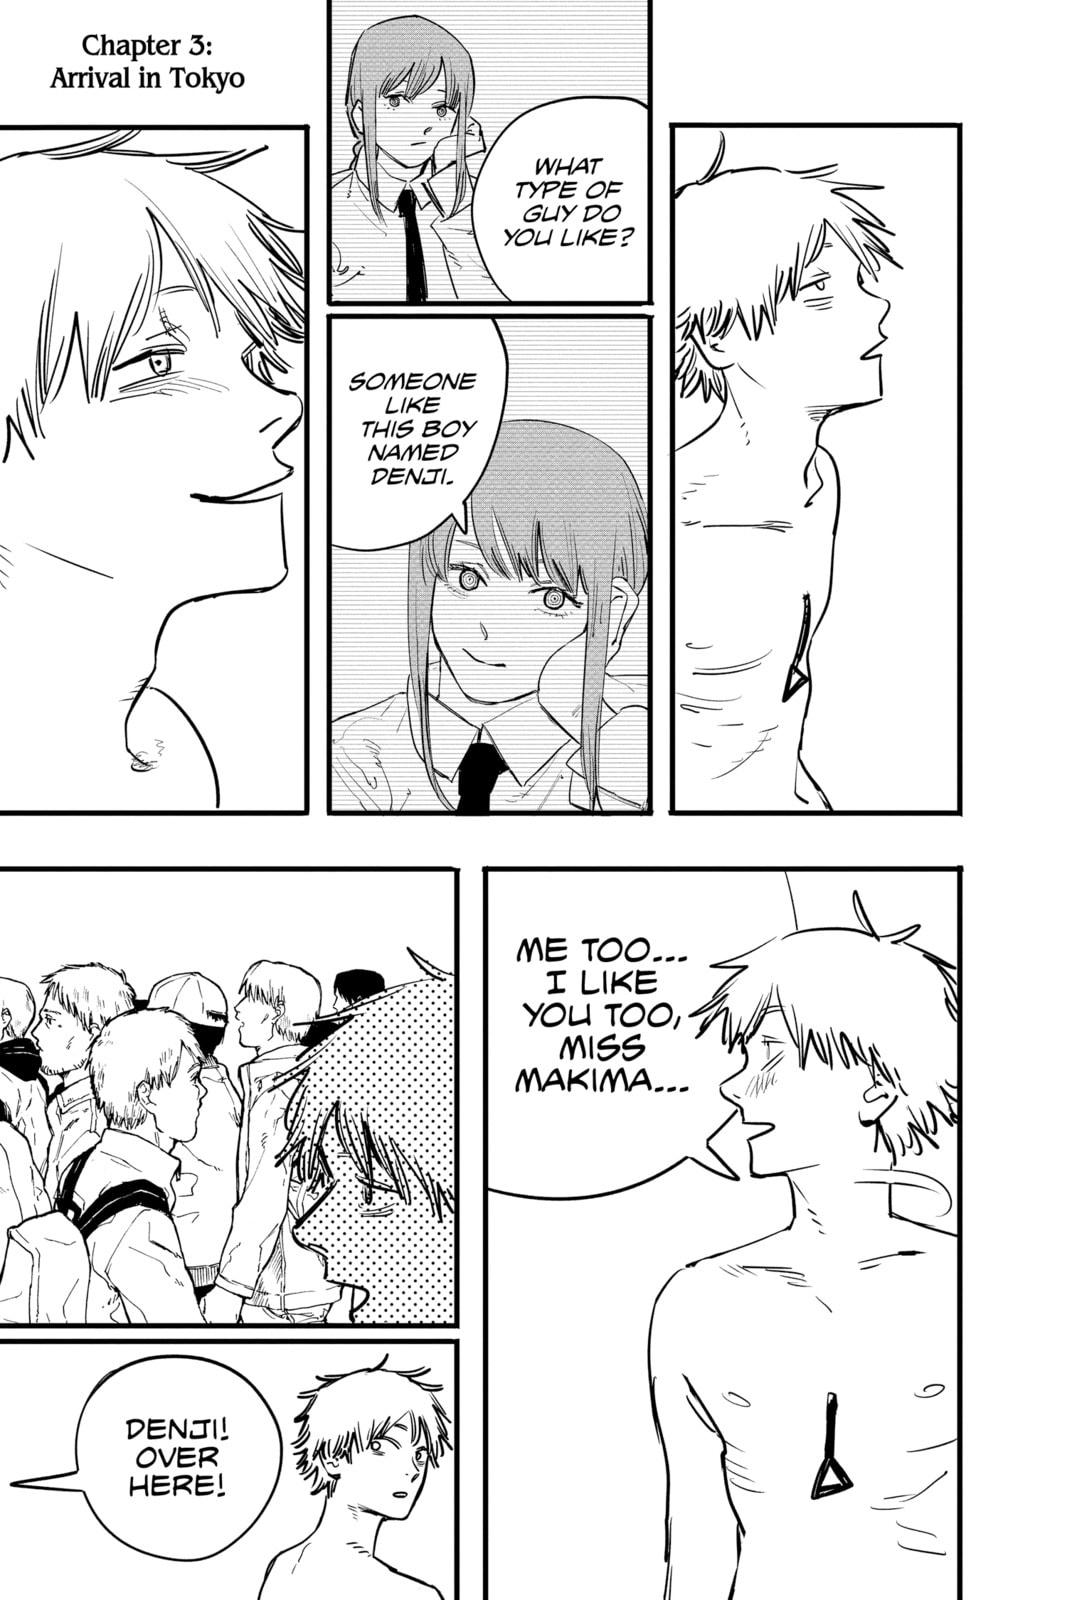 Chapter 3:
Arrival in Tokyo
WHAT
TYPE OF
GUY DO
YOU LIKE?
SOMEONE
LIKE
THIS BOY
NAMED
DENJI.
ME TOO...
I LIKE
YOU TOO,
MISS
MAKIMA...
DENJI!
OVER
HERE!